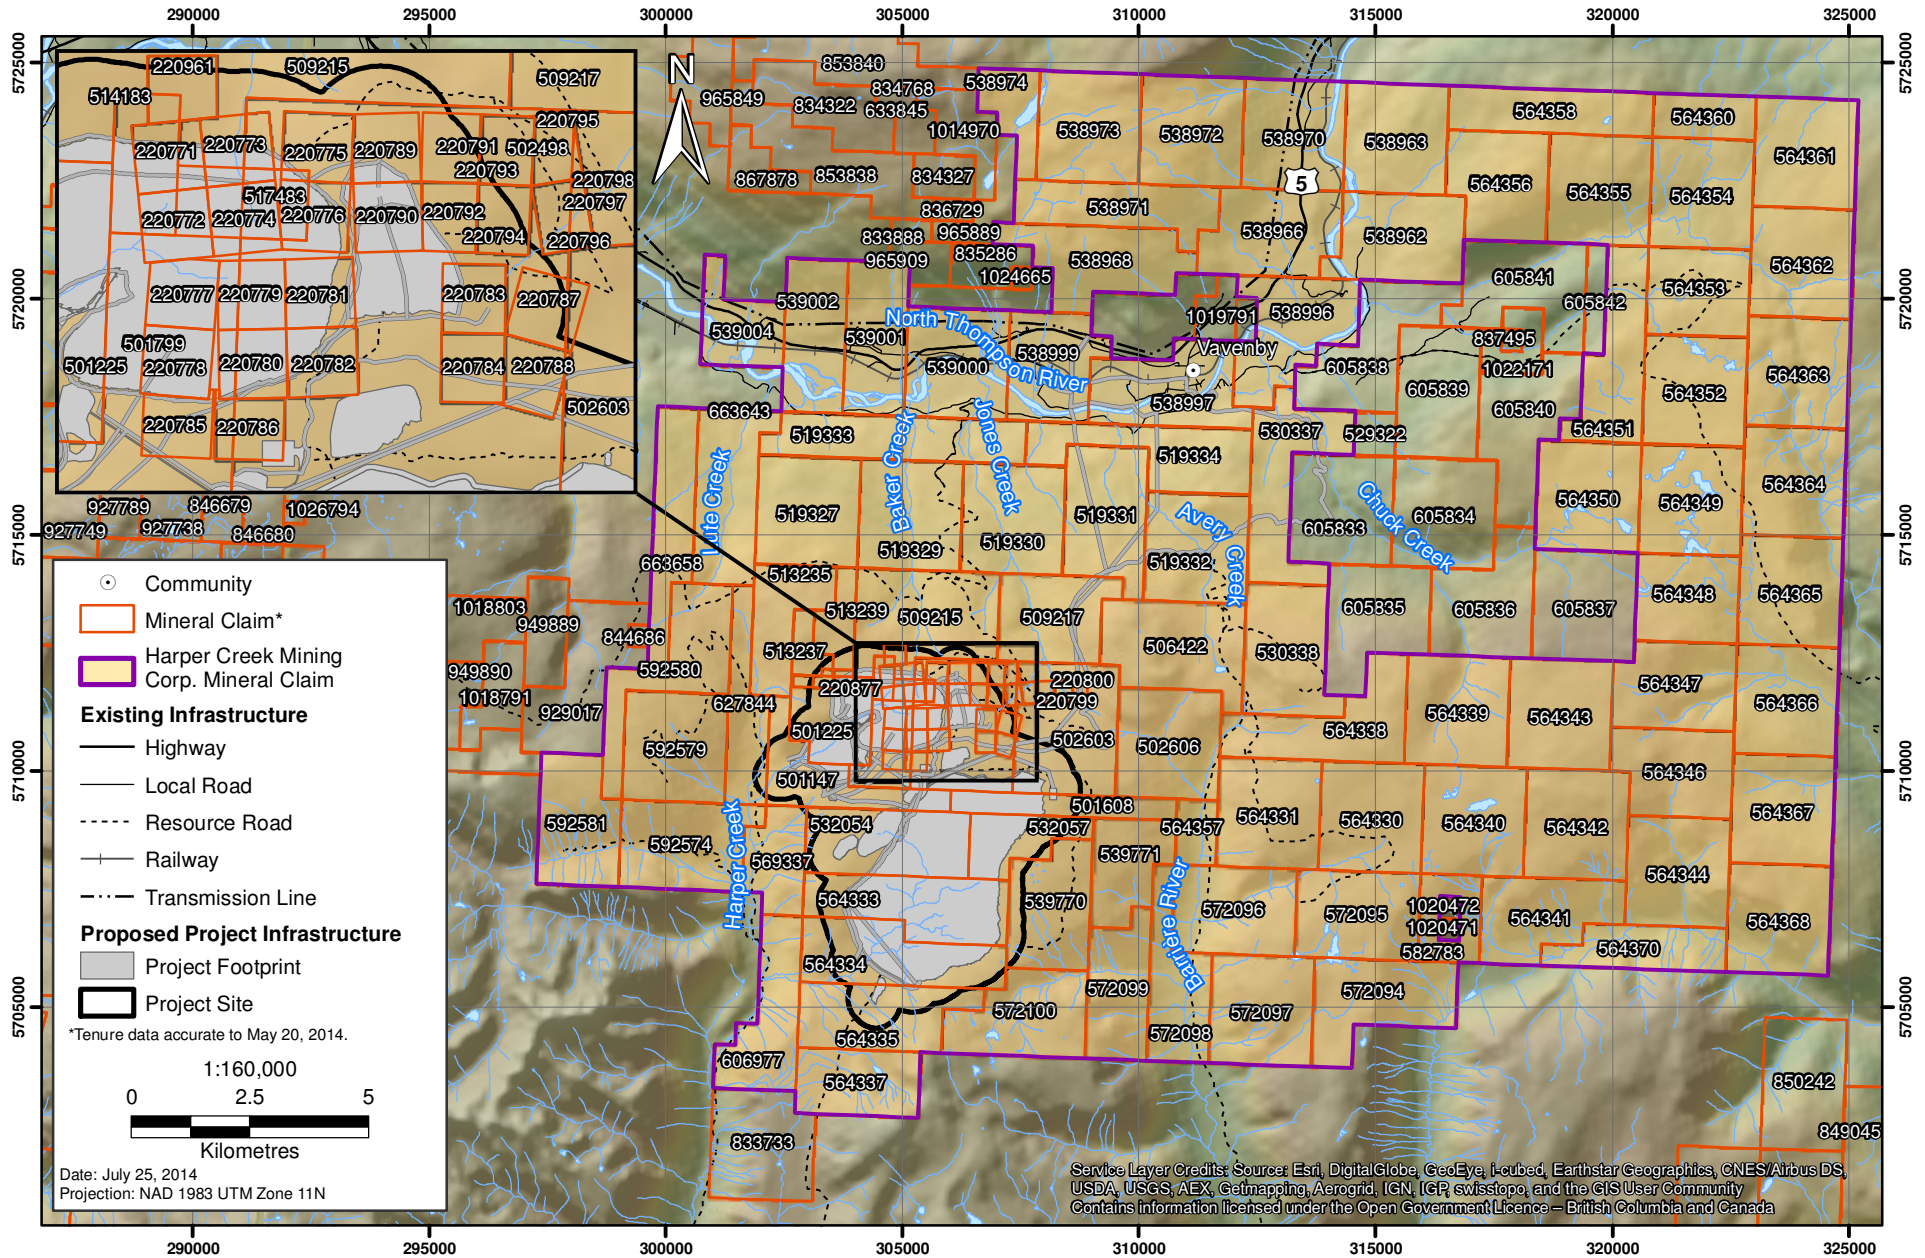 290000 295000 300000 305000 310000 315000 320000 325000
5725000 5725000
5720000 5720000
5715000 5715000
5710000 5710000
5705000 5705000
290000 295000 300000 305000 310000 315000 320000 325000
N
220961 509215 509217
514183
220795
220771 220773 220775 220789 220791 502498
220793
220798
517483 220797
220772 220774 220776 220790 220792
220794 220796
220777 220779 220781 220783 220787
501799
501225 220778 220780 220782 220784 220788
502603
220785 220786
853840
965849 834322 834768 538974
633845
1014970 538973 538972 538970 538963 564358 564360
564361
867878 853838 834327
5
564356 564355 564354
836729 538971
833888 965889 538966 538962
965909 835286 538968
1024665
605841 564362
539002 605842 564353
539004 539001 North Thompson River 1019791 538996
538999 Vavenby
539000
605838 837495
1022171
564363
605839
605840 564352
663643 538997
519333 Baker Creek Jones Creek 530337 529322 564351
519334
Lute Creek
519327 519331 Avery Creek 605833 605834 Chuck Creek 564350 564349 564364
519329 519330
663658 519332
513235
927789 846679 1026794
927749 927738 846680
1018803 949889 844686
513239 509215 509217
605835 605836 605837 564348 564365
949890 1018791 929017
592580 513237 506422 530338
220877 220800
220799
627844 564347 564366
501225 564338 564339 564343
592579 502603 502606
501147 564346
501608
592581 532054 532057 564357 564331 564330 564340 564342 564367
592574 569337 539771
Harper Creek
564333 539770 Barriere River 572096 572095 1020472
1020471
582783
564341 564344 564368
564370
564334
572099 572094
572100 572097
572098
564335
606977 564337
833733
850242
849045
Community
Mineral Claim*
Harper Creek Mining
Corp. Mineral Claim
Existing Infrastructure
Highway
Local Road
Resource Road
Railway
Transmission Line
Proposed Project Infrastructure
Project Footprint
Project Site
*Tenure data accurate to May 20, 2014.
1:160,000
0 2.5 5
Kilometres
Date: July 25, 2014
Projection: NAD 1983 UTM Zone 11N
Service Layer Credits: Source: Esri, DigitalGlobe, GeoEye, i-cubed, Earthstar Geographics, CNES/Airbus DS,
USDA, USGS, AEX, Getmapping, Aerogrid, IGN, IGP, swisstopo, and the GIS User Community
Contains information licensed under the Open Government Licence – British Columbia and Canada